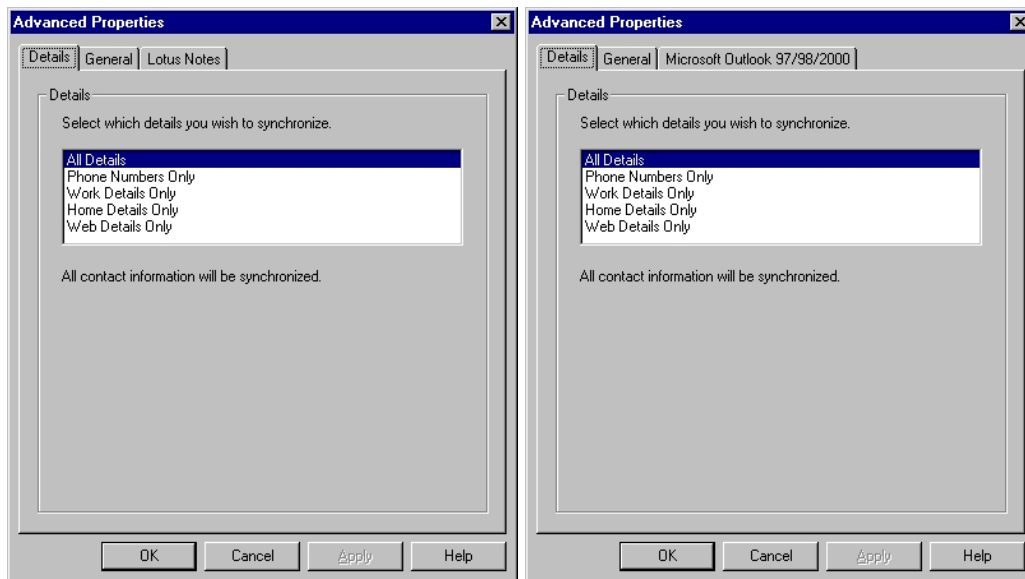 Advanced Properties
Details General Lotus Notes
Details
Select which details you wish to synchronize.
All Details
Phone Numbers Only
Work Details Only
Home Details Only
Web Details Only
All contact information will be synchronized.
OK Cancel Apply Help
Advanced Properties
Details General Microsoft Outlook 97/98/2000
Details
Select which details you wish to synchronize.
All Details
Phone Numbers Only
Work Details Only
Home Details Only
Web Details Only
All contact information will be synchronized.
OK Cancel Apply Help